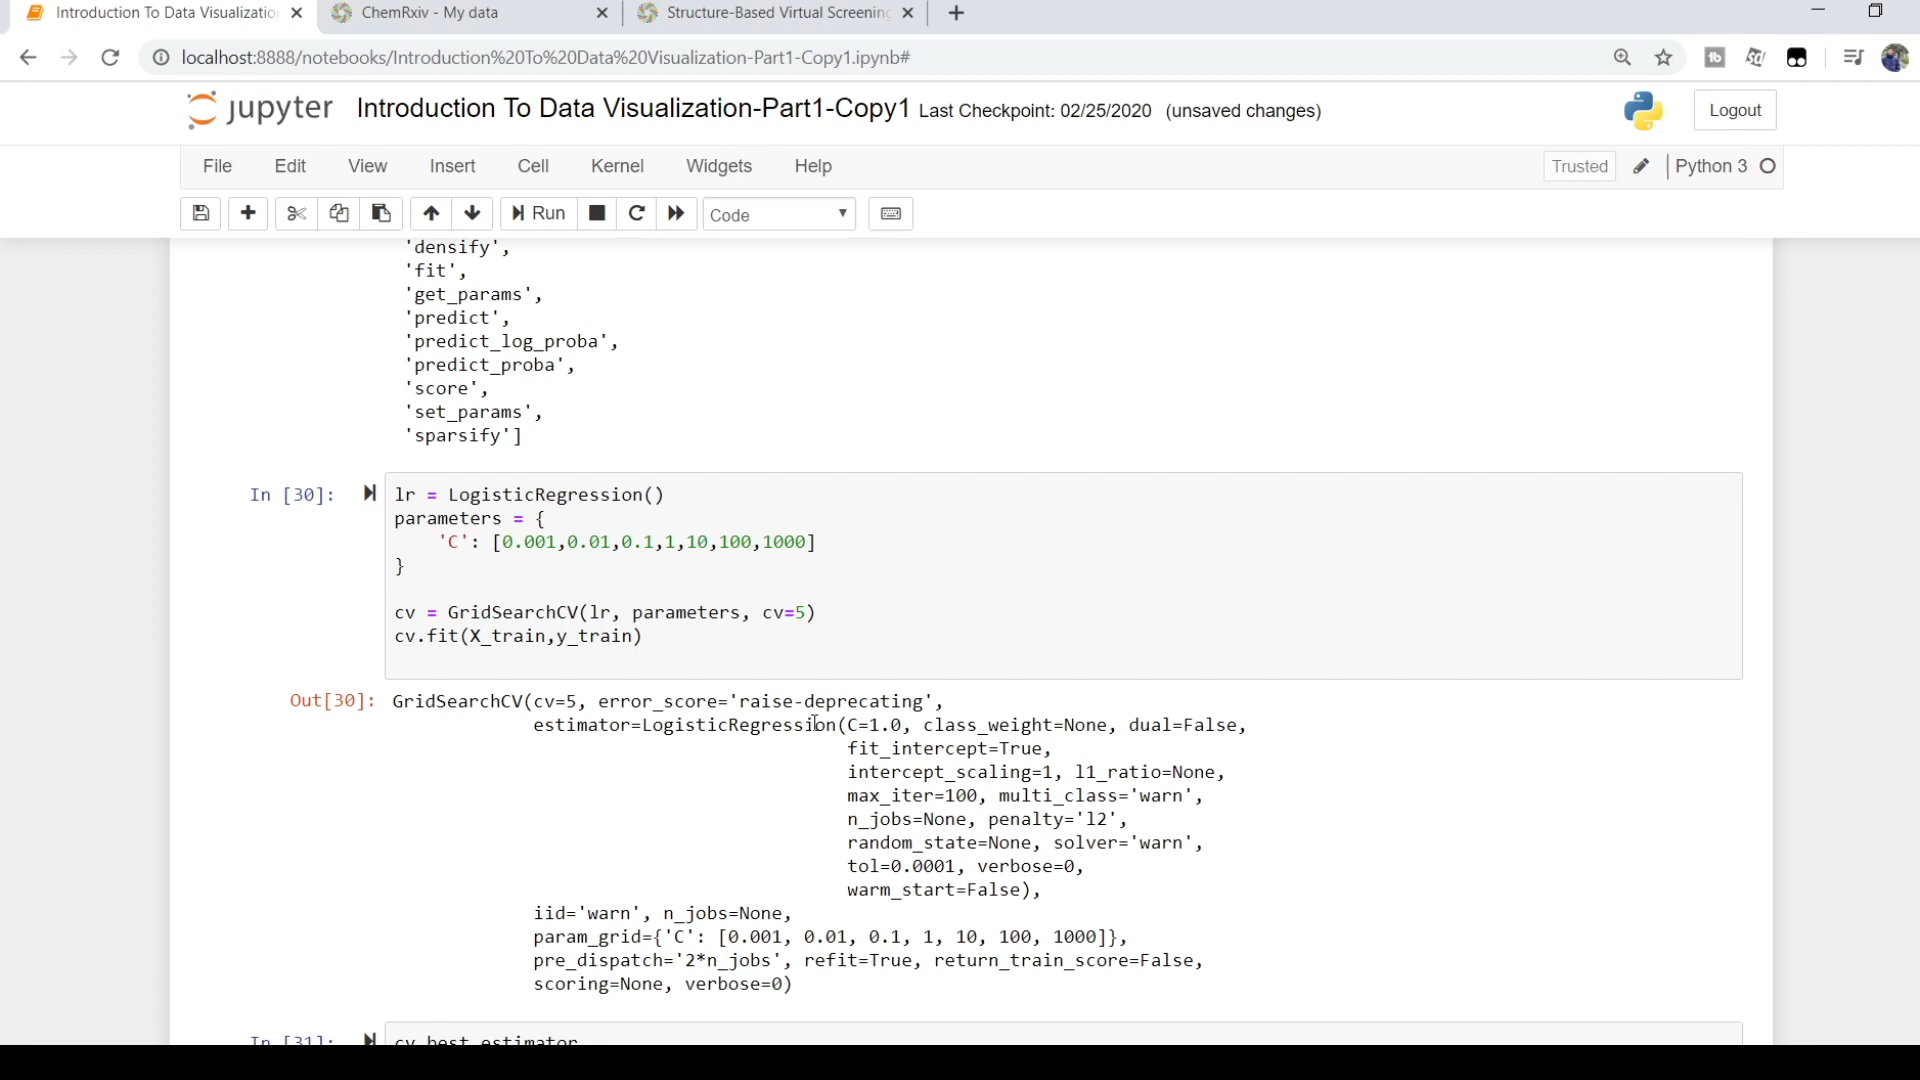 Introduction To Data Visualizatio
ChemRxiv - My data
Structure-Based Virtual Screening
localhost:8888/notebooks/Introduction%20To%20Data%20Visualization-Part1-Copy1.ipynb#
jupyter Introduction To Data Visualization-Part1-Copy1 Last Checkpoint: 02/25/2020 (unsaved changes)
Logout
File Edit View Insert Cell Kernel Widgets Help
Trusted Python 3
Run Code
'densify',
'fit',
'get_params',
'predict',
'predict_log_proba',
'predict_proba',
'score',
'set_params',
'sparsify']
In [30]: lr = LogisticRegression()
parameters = {
'C': [0.001,0.01,0.1,1,10,100,1000]
}
cv = GridSearchCV(lr, parameters, cv=5)
cv.fit(X_train,y_train)
Out[30]: GridSearchCV(cv=5, error_score='raise-deprecating',
estimator=LogisticRegression(C=1.0, class_weight=None, dual=False,
fit_intercept=True,
intercept_scaling=1, l1_ratio=None,
max_iter=100, multi_class='warn',
n_jobs=None, penalty='l2',
random_state=None, solver='warn',
tol=0.0001, verbose=0,
warm_start=False),
iid='warn', n_jobs=None,
param_grid={'C': [0.001, 0.01, 0.1, 1, 10, 100, 1000]},
pre_dispatch='2*n_jobs', refit=True, return_train_score=False,
scoring=None, verbose=0)
In [31]: cv best estimator